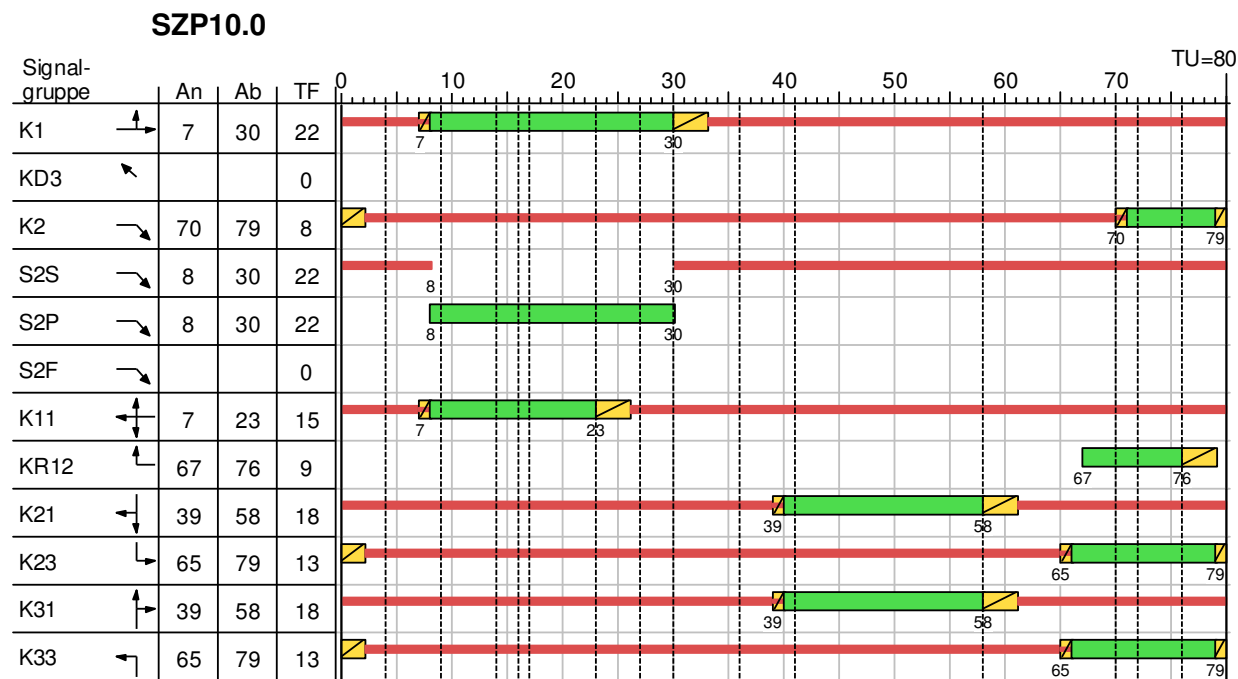 SZP10.0
TU=80
Signal-
gruppe An Ab TF 0 10 20 30 40 50 60 70
K1 7 30 22 7 30
KD3 0
K2 70 79 8 70 79
S2S 8 30 22 8 30
S2P 8 30 22 8 30
S2F 0
K11 7 23 15 7 23
KR12 67 76 9 67 76
K21 39 58 18 39 58
K23 65 79 13 65 79
K31 39 58 18 39 58
K33 65 79 13 65 79